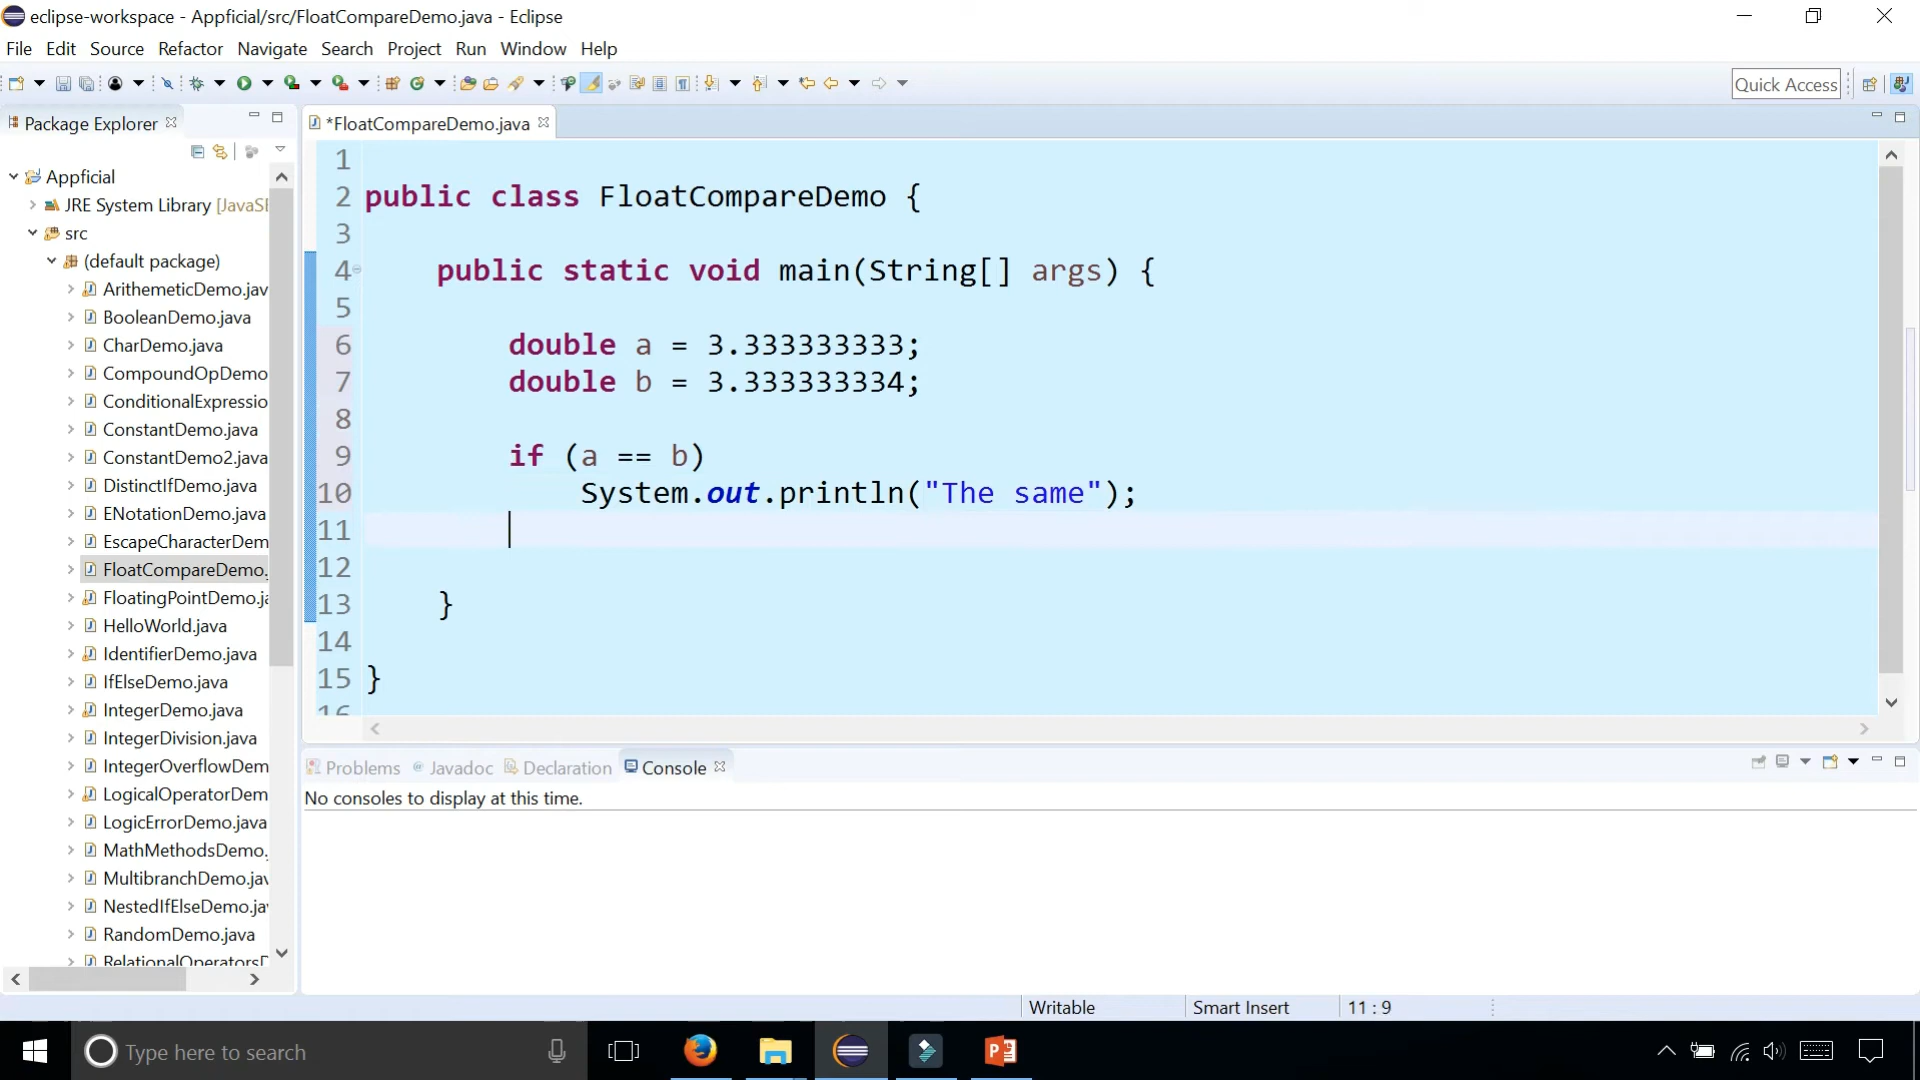 eclipse-workspace - Appficial/src/FloatCompareDemo.java - Eclipse
File Edit Source Refactor Navigate Search Project Run Window Help
Quick Access
Package Explorer
*FloatCompareDemo.java
Appficial
JRE System Library [JavaSE
src
(default package)
ArithemeticDemo.jav
BooleanDemo.java
CharDemo.java
CompoundOpDemo
ConditionalExpressio
ConstantDemo.java
ConstantDemo2.java
DistinctIfDemo.java
ENotationDemo.java
EscapeCharacterDem
FloatCompareDemo.
FloatingPointDemo.ja
HelloWorld.java
IdentifierDemo.java
IfElseDemo.java
IntegerDemo.java
IntegerDivision.java
IntegerOverflowDem
LogicalOperatorDem
LogicErrorDemo.java
MathMethodsDemo.
MultibranchDemo.jav
NestedIfElseDemo.jav
RandomDemo.java
RelationalOperatorsD
1
2 public class FloatCompareDemo {
3
4 public static void main(String[] args) {
5
6 double a = 3.333333333;
7 double b = 3.333333334;
8
9 if (a == b)
10 System.out.println("The same");
11
12
13 }
14
15 }
16
Problems Javadoc Declaration Console
No consoles to display at this time.
Writable Smart Insert 11 : 9
Type here to search